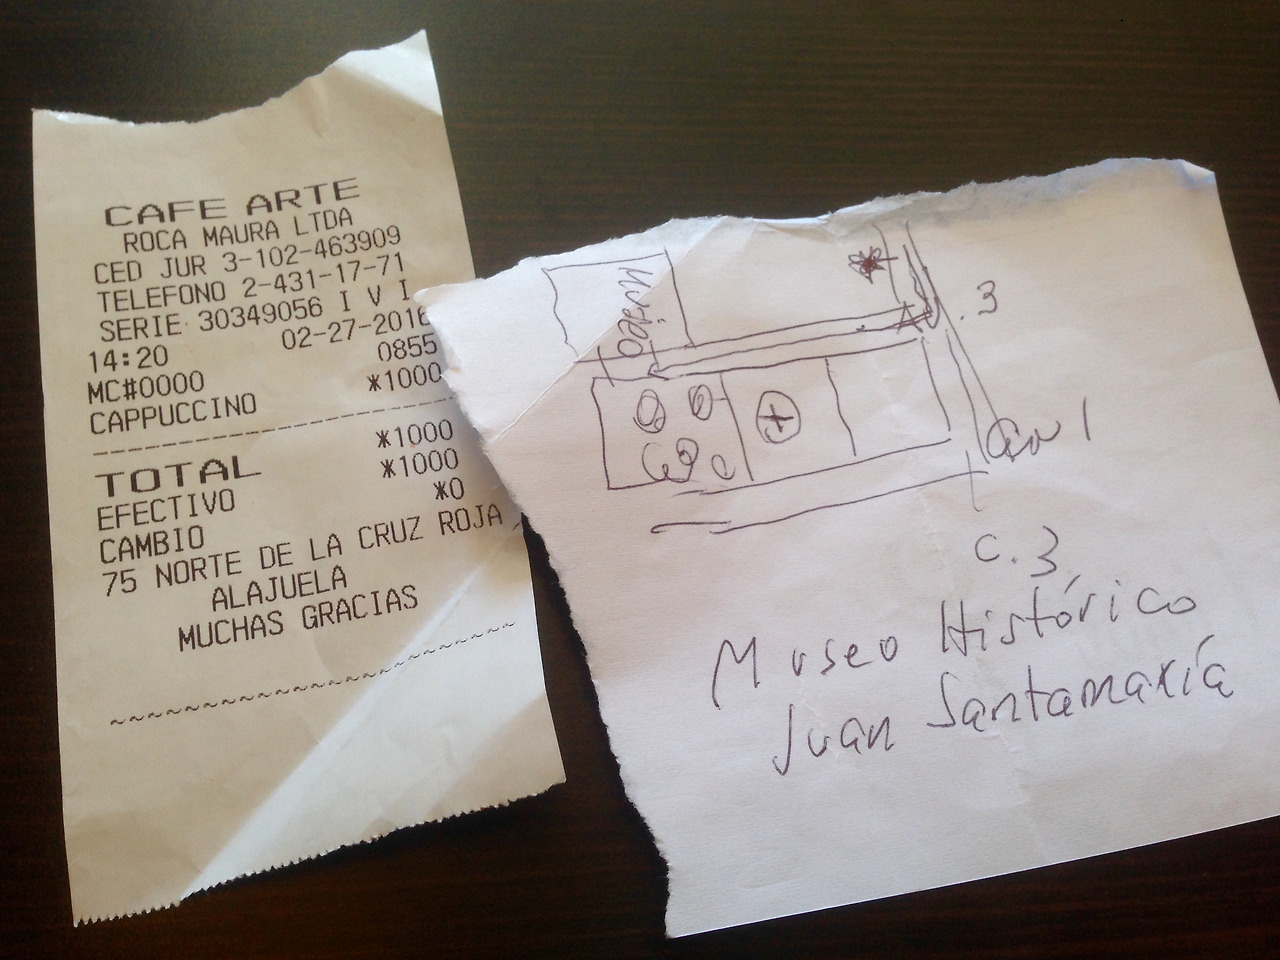 CAFE ARTE
ROCA MAURA LTDA
CED JUR 3-102-463909
TELEFONO 2-431-17-71
SERIE 30349056 I V I
02-27-2016
14:20 0855
MC#0000
CAPPUCCINO *1000
TOTAL *1000
EFECTIVO *1000
CAMBIO *0
75 NORTE DE LA CRUZ ROJA
ALAJUELA
MUCHAS GRACIAS
Museo
. 3
1
C. 3
Museo Histórico
Juan Santamaría